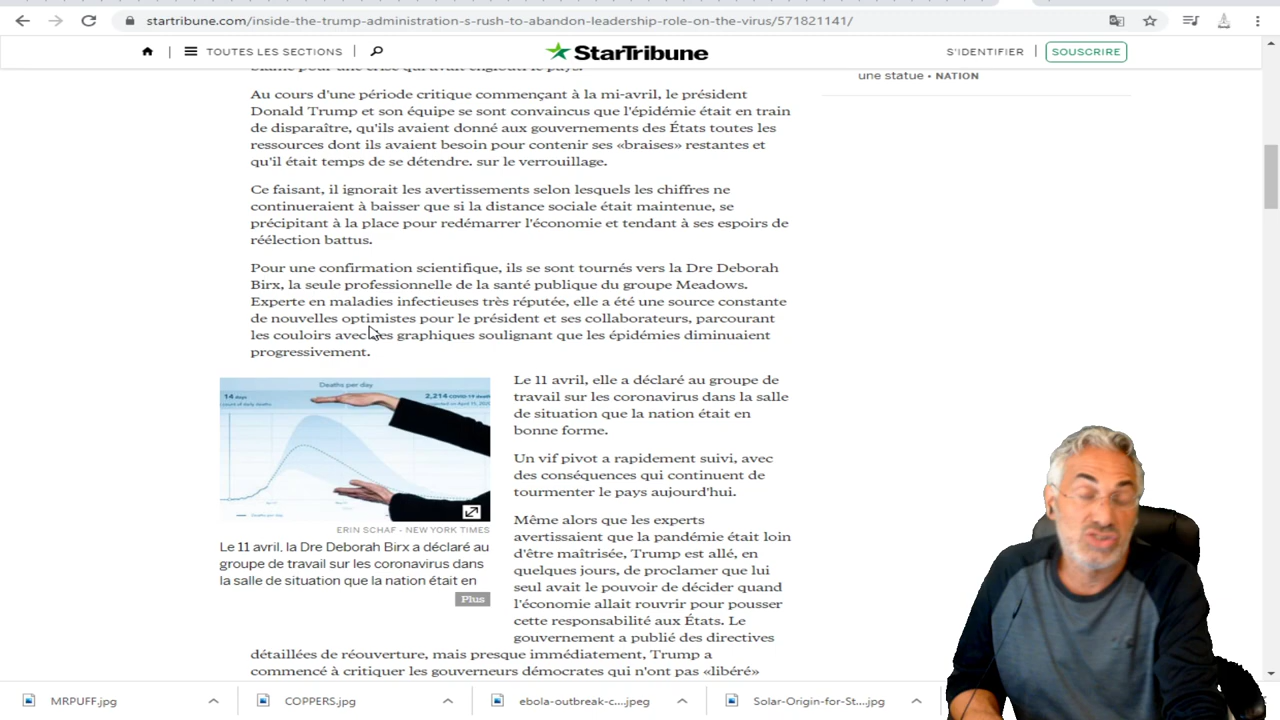 startribune.com/inside-the-trump-administration-s-rush-to-abandon-leadership-role-on-the-virus/571821141/
TOUTES LES SECTIONS
StarTribune
S'IDENTIFIER
SOUSCRIRE
une statue • NATION
Au cours d'une période critique commençant à la mi-avril, le président
Donald Trump et son équipe se sont convaincus que l'épidémie était en train
de disparaître, qu'ils avaient donné aux gouvernements des États toutes les
ressources dont ils avaient besoin pour contenir ses «braises» restantes et
qu'il était temps de se détendre. sur le verrouillage.
Ce faisant, il ignorait les avertissements selon lesquels les chiffres ne
continueraient à baisser que si la distance sociale était maintenue, se
précipitant à la place pour redémarrer l'économie et tendant à ses espoirs de
réélection battus.
Pour une confirmation scientifique, ils se sont tournés vers la Dre Deborah
Birx, la seule professionnelle de la santé publique du groupe Meadows.
Experte en maladies infectieuses très réputée, elle a été une source constante
de nouvelles optimistes pour le président et ses collaborateurs, parcourant
les couloirs avec des graphiques soulignant que les épidémies diminuaient
progressivement.
Deaths per day
14 days
2,214 COVID-19 death
ERIN SCHAF - NEW YORK TIMES
Le 11 avril, la Dre Deborah Birx a déclaré au
groupe de travail sur les coronavirus dans
la salle de situation que la nation était en
Plus
Le 11 avril, elle a déclaré au groupe de
travail sur les coronavirus dans la salle
de situation que la nation était en
bonne forme.
Un vif pivot a rapidement suivi, avec
des conséquences qui continuent de
tourmenter le pays aujourd'hui.
Même alors que les experts
avertissaient que la pandémie était loin
d'être maîtrisée, Trump est allé, en
quelques jours, de proclamer que lui
seul avait le pouvoir de décider quand
l'économie allait rouvrir pour pousser
cette responsabilité aux États. Le
gouvernement a publié des directives
détaillées de réouverture, mais presque immédiatement, Trump a
commencé à critiquer les gouverneurs démocrates qui n'ont pas «libéré»
MRPUFF.jpg
COPPERS.jpg
ebola-outbreak-c....jpeg
Solar-Origin-for-St....jpg